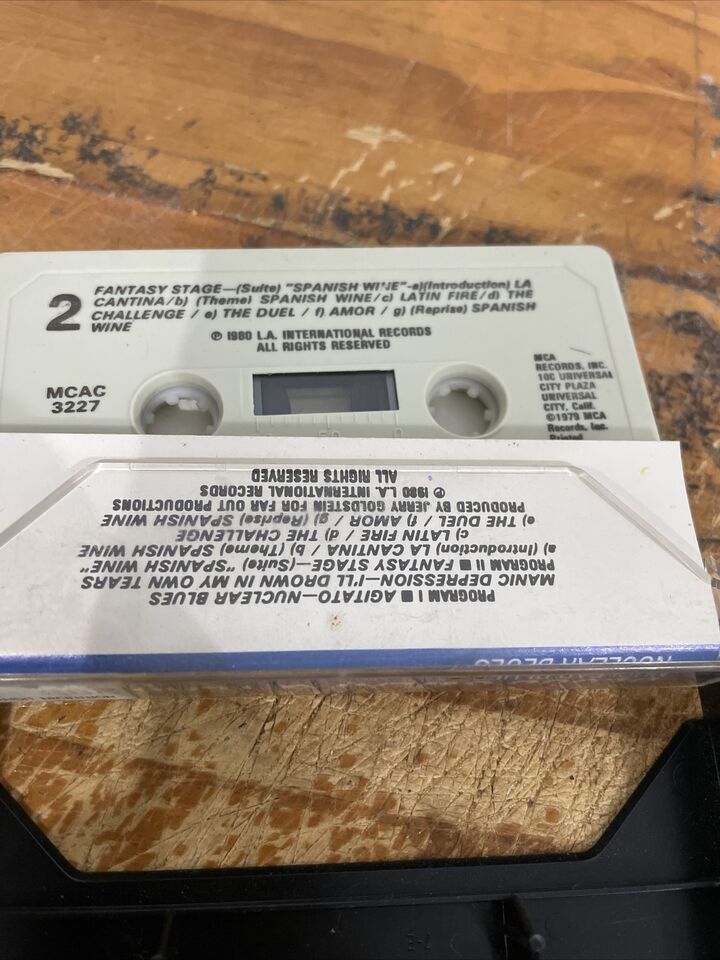 2
FANTASY STAGE—(Suite) "SPANISH WINE"-a)(Introduction) LA
CANTINA/b) (Theme) SPANISH WINE/c) LATIN FIRE/d) THE
CHALLENGE / e) THE DUEL / f) AMOR / g) (Reprise) SPANISH
WINE
℗ 1980 L.A. INTERNATIONAL RECORDS
ALL RIGHTS RESERVED
MCAC
3227
MCA
RECORDS, INC.
100 UNIVERSAL
CITY PLAZA
UNIVERSAL
CITY, Calif.
©1979 MCA
Records, Inc.
Printed
PROGRAM I ■ AGITATO—NUCLEAR BLUES
MANIC DEPRESSION—I'LL DROWN IN MY OWN TEARS
PROGRAM II ■ FANTASY STAGE—(Suite) "SPANISH WINE"
a) (Introduction) LA CANTINA / b) (Theme) SPANISH WINE
c) LATIN FIRE / d) THE CHALLENGE
e) THE DUEL / f) AMOR / g) (Reprise) SPANISH WINE
PRODUCED BY JERRY GOLDSTEIN FOR FAR OUT PRODUCTIONS
℗ 1980 L.A. INTERNATIONAL RECORDS
ALL RIGHTS RESERVED
NUCLEAR BLUES